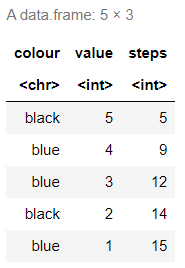 A data.frame: 5 × 3
colour value steps
<chr> <int> <int>
black 5 5
blue 4 9
blue 3 12
black 2 14
blue 1 15